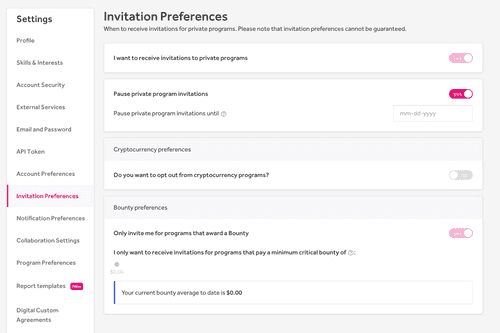 Settings
Profile
Skills & Interests
Account Security
External Services
Email and Password
API Token
Account Preferences
Invitation Preferences
Notification Preferences
Collaboration Settings
Program Preferences
Report templates New
Digital Custom
Agreements
Invitation Preferences
When to receive invitations for private programs. Please note that invitation preferences cannot be guaranteed.
I want to receive invitations to private programs
yes
Pause private program invitations
yes
Pause private program invitations until ?
mm-dd-yyyy
Cryptocurrency preferences
Do you want to opt out from cryptocurrency programs?
no
Bounty preferences
Only invite me for programs that award a Bounty
yes
I only want to receive invitations for programs that pay a minimum critical bounty of ?:
$0.00
Your current bounty average to date is $0.00